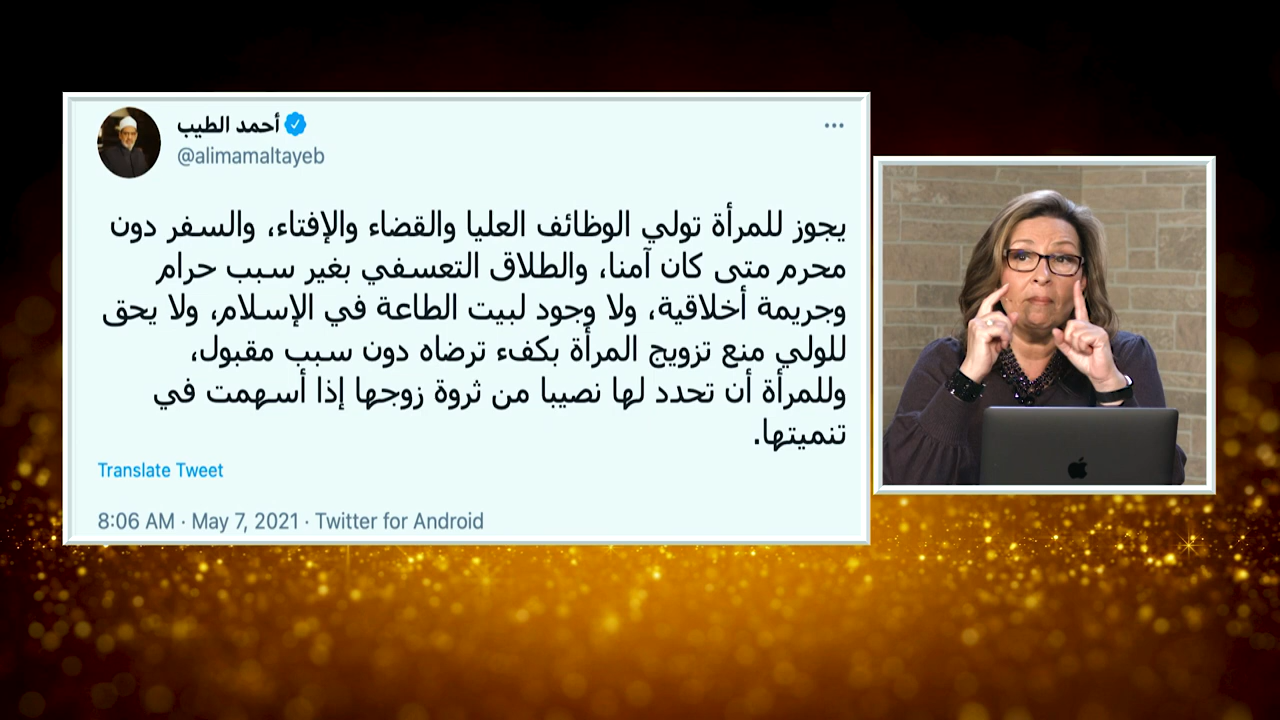 أحمد الطيب
@alimamaltayeb
يجوز للمرأة تولي الوظائف العليا والقضاء والإفتاء، والسفر دون
محرم متى كان آمنا، والطلاق التعسفي بغير سبب حرام
وجريمة أخلاقية، ولا وجود لبيت الطاعة في الإسلام، ولا يحق
للولي منع تزويج المرأة بكفء ترضاه دون سبب مقبول،
وللمرأة أن تحدد لها نصيبا من ثروة زوجها إذا أسهمت في
تنميتها.
Translate Tweet
8:06 AM · May 7, 2021 · Twitter for Android